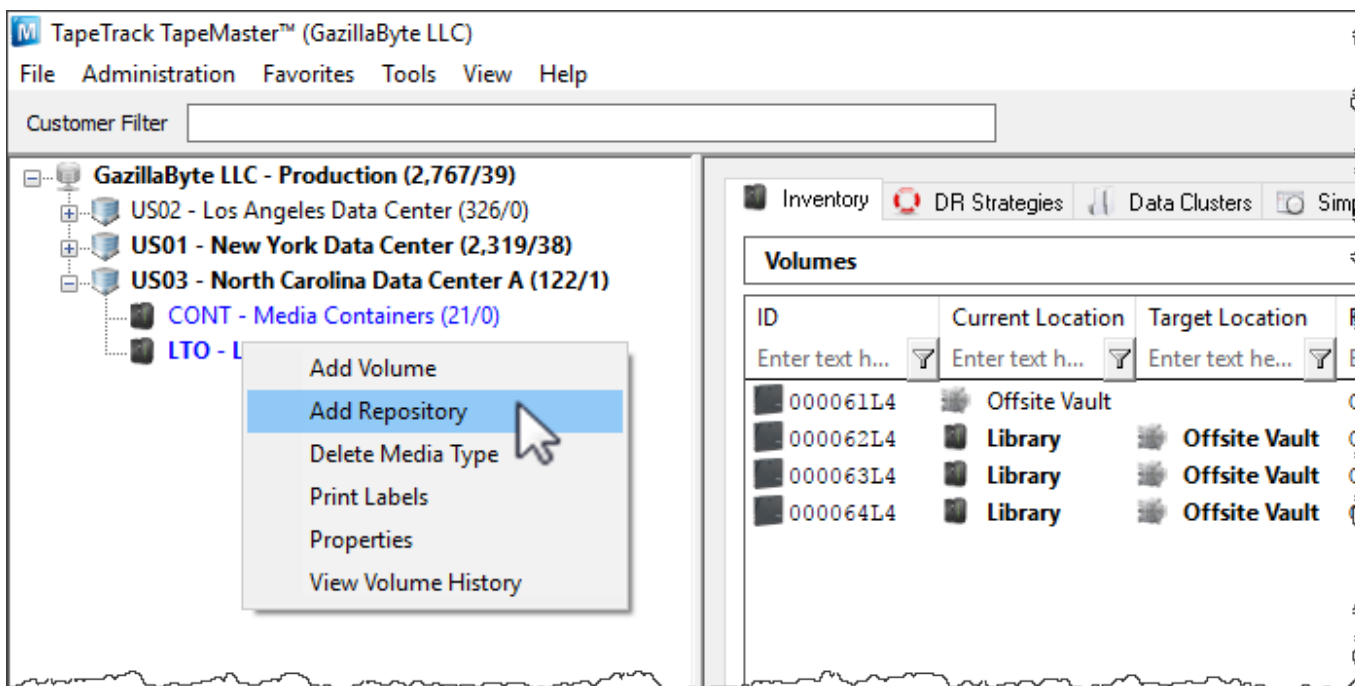 TapeTrack TapeMaster™ (GazillaByte LLC)
File Administration Favorites Tools View Help
Customer Filter
GazillaByte LLC - Production (2,767/39)
US02 - Los Angeles Data Center (326/0)
US01 - New York Data Center (2,319/38)
US03 - North Carolina Data Center A (122/1)
CONT - Media Containers (21/0)
LTO - L
Add Volume
Add Repository
Delete Media Type
Print Labels
Properties
View Volume History
Inventory DR Strategies Data Clusters
Volumes
ID Current Location Target Location
Enter text h... Enter text h... Enter text he...
000061L4 Offsite Vault
000062L4 Library Offsite Vault
000063L4 Library Offsite Vault
000064L4 Library Offsite Vault